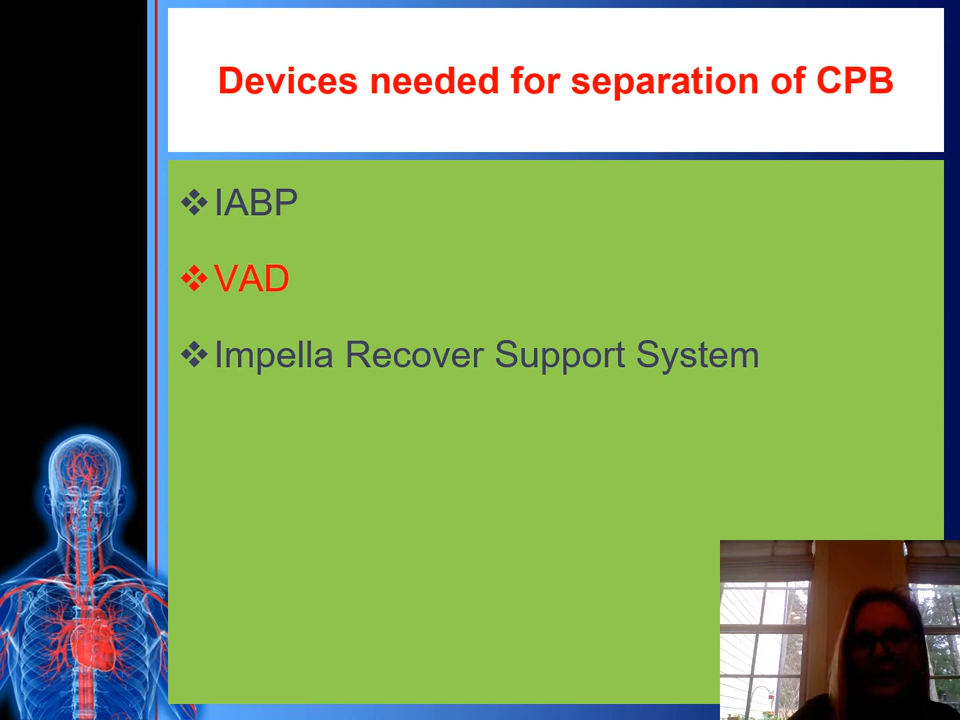 Devices needed for separation of CPB
❖IABP
❖VAD
❖Impella Recover Support System